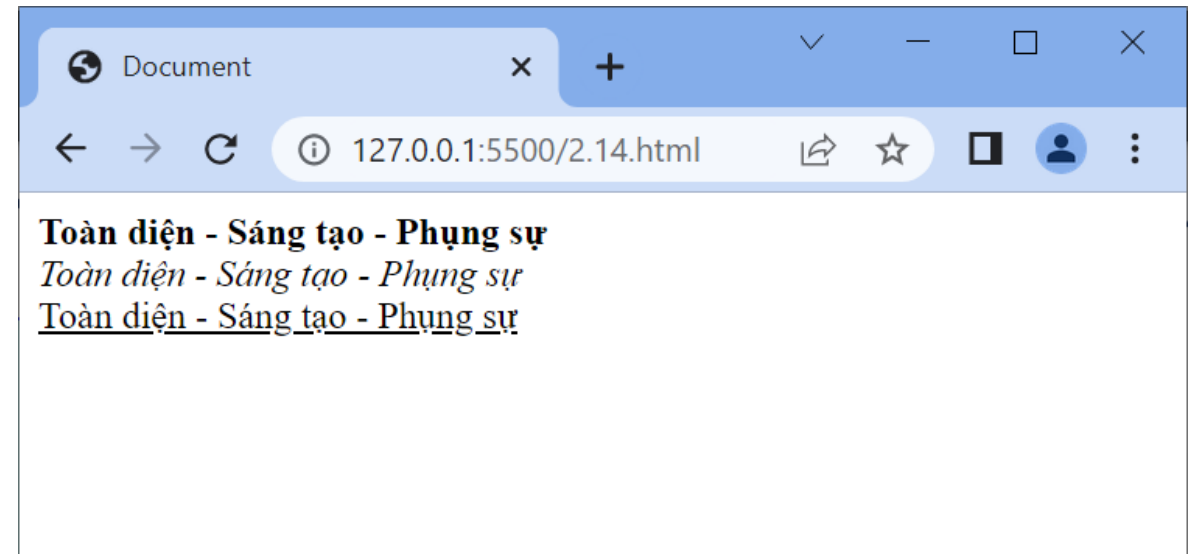 Document
127.0.0.1:5500/2.14.html
Toàn diện - Sáng tạo - Phụng sự
Toàn diện - Sáng tạo - Phụng sự
Toàn diện - Sáng tạo - Phụng sự